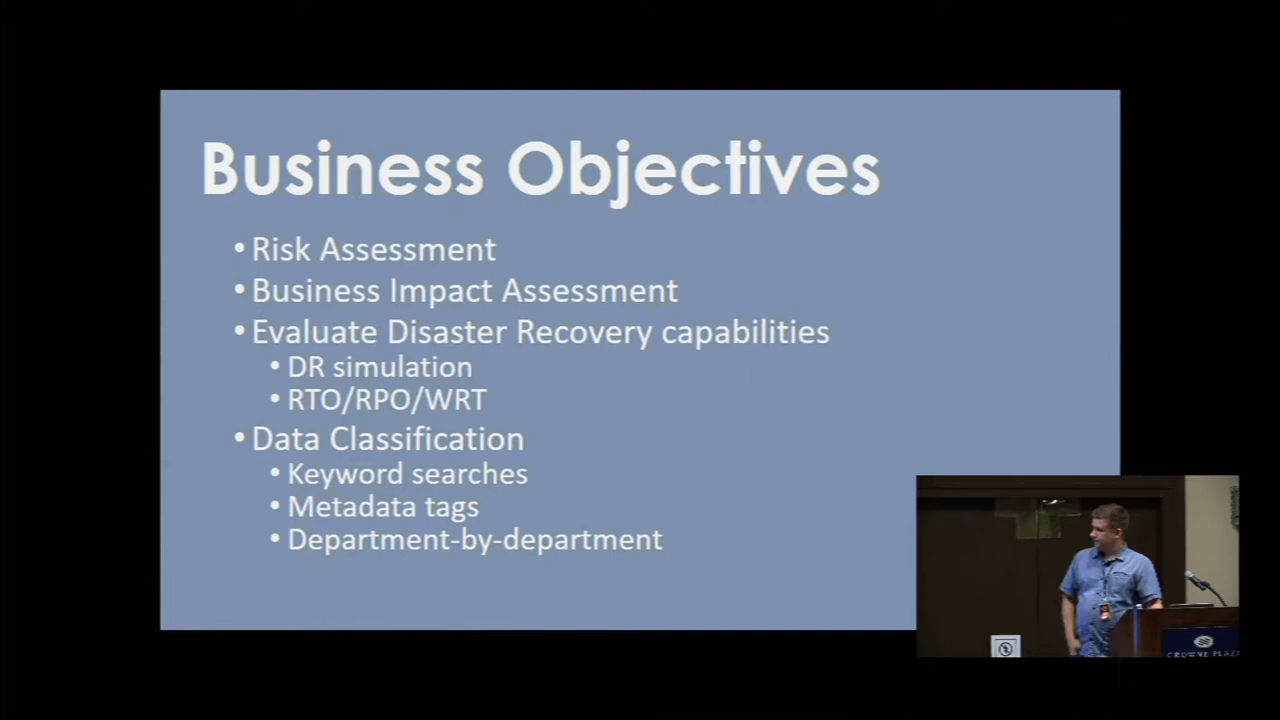 Business Objectives
• Risk Assessment
• Business Impact Assessment
• Evaluate Disaster Recovery capabilities
• DR simulation
• RTO/RPO/WRT
• Data Classification
• Keyword searches
• Metadata tags
• Department-by-department
CROWNE PLAZ